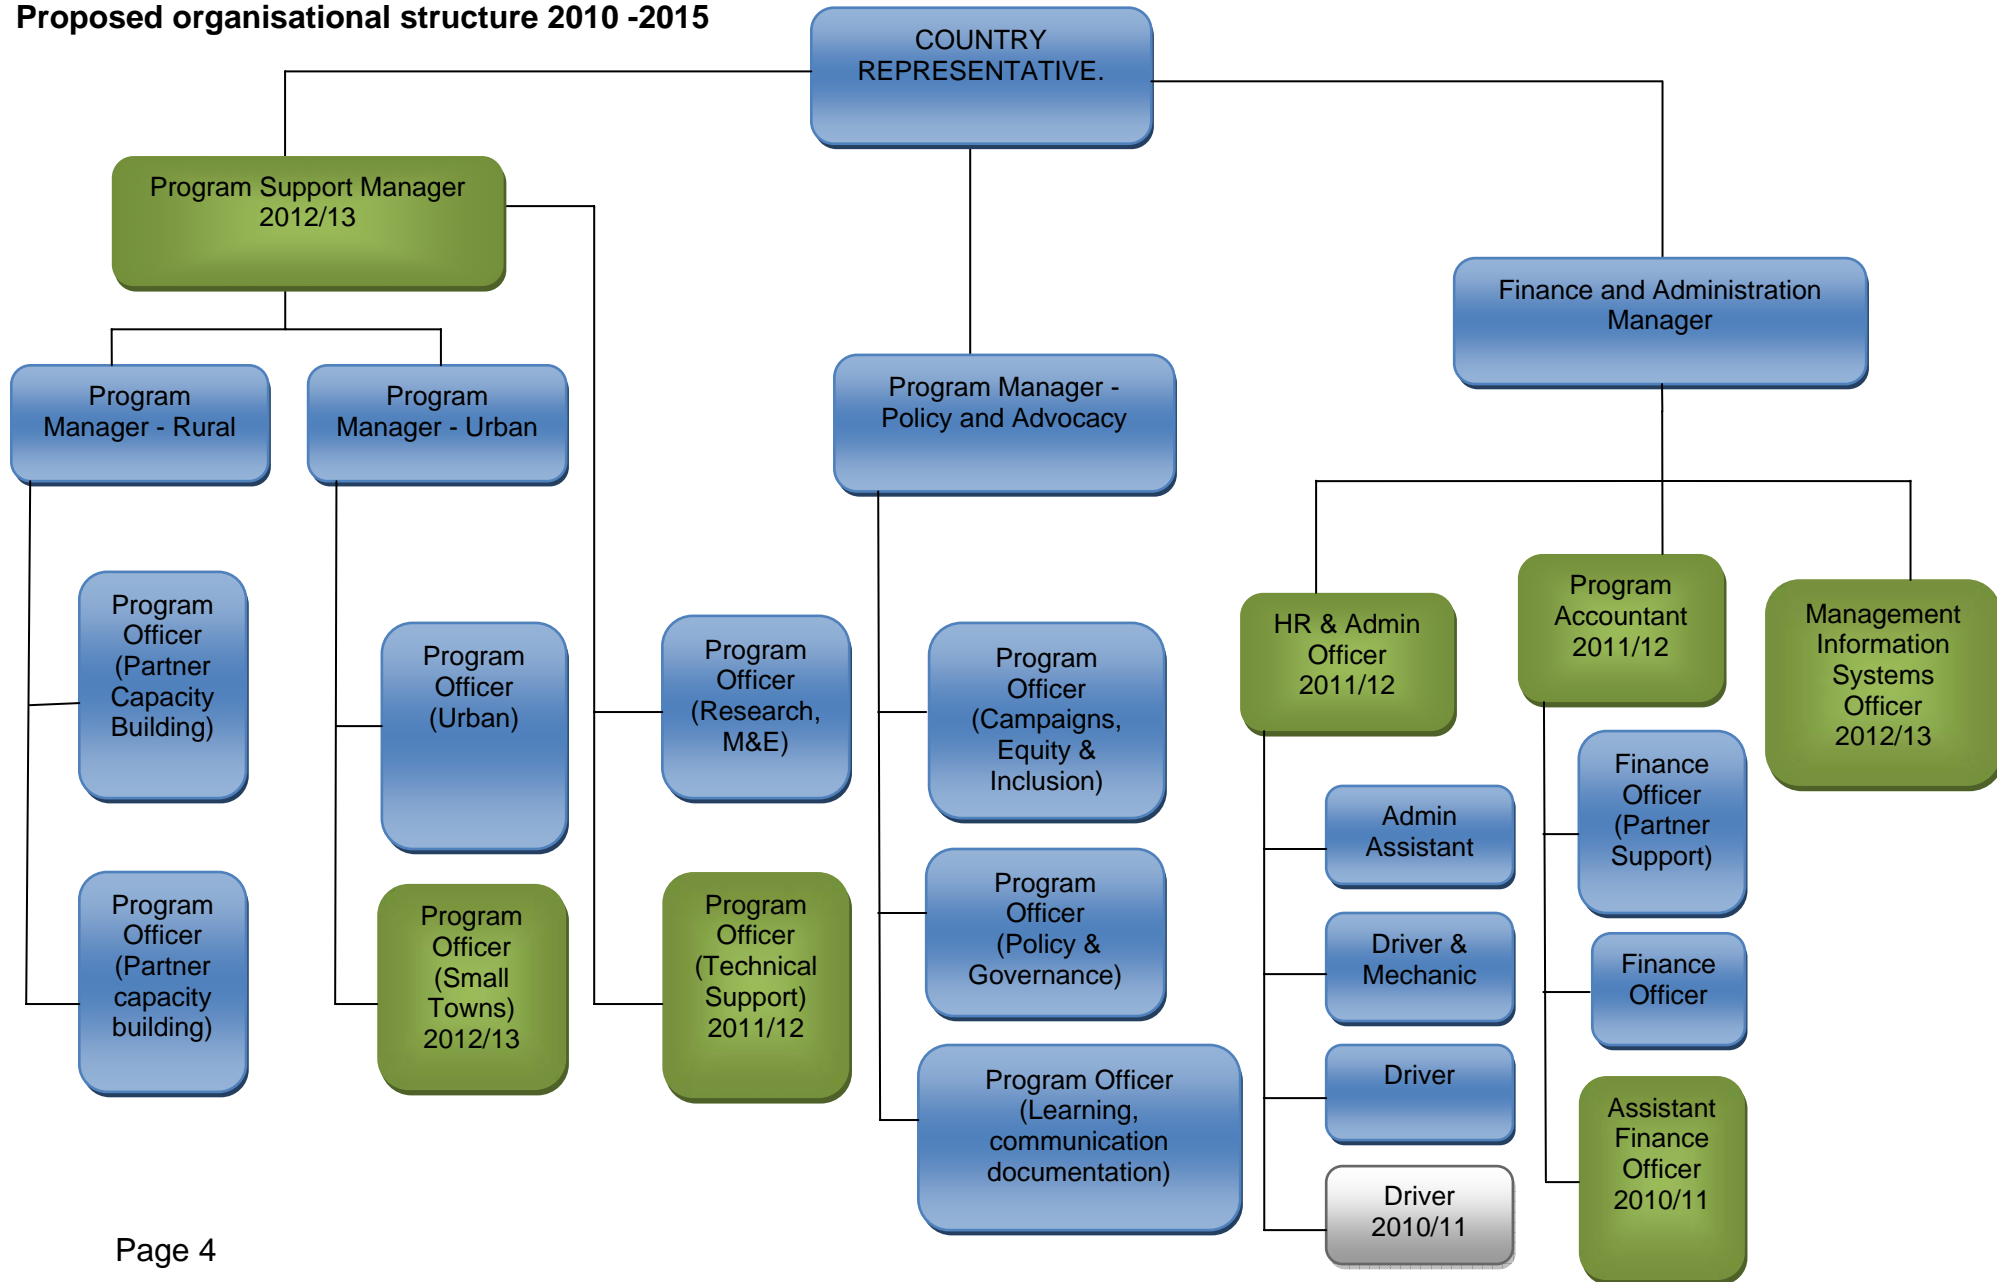 Proposed organisational structure 2010 -2015
COUNTRY
REPRESENTATIVE.
Program Support Manager
2012/13
Finance and Administration
Manager
Program
Manager - Rural
Program
Manager - Urban
Program Manager -
Policy and Advocacy
Program
Officer
(Partner
Capacity
Building)
Program
Officer
(Partner
capacity
building)
Program
Officer
(Urban)
Program
Officer
(Small
Towns)
2012/13
Program
Officer
(Research,
M&E)
Program
Officer
(Technical
Support)
2011/12
Program
Officer
(Campaigns,
Equity &
Inclusion)
Program
Officer
(Policy &
Governance)
Program Officer
(Learning,
communication
documentation)
HR & Admin
Officer
2011/12
Admin
Assistant
Driver &
Mechanic
Driver
Driver
2010/11
Program
Accountant
2011/12
Finance
Officer
(Partner
Support)
Finance
Officer
Assistant
Finance
Officer
2010/11
Management
Information
Systems
Officer
2012/13
Page 4